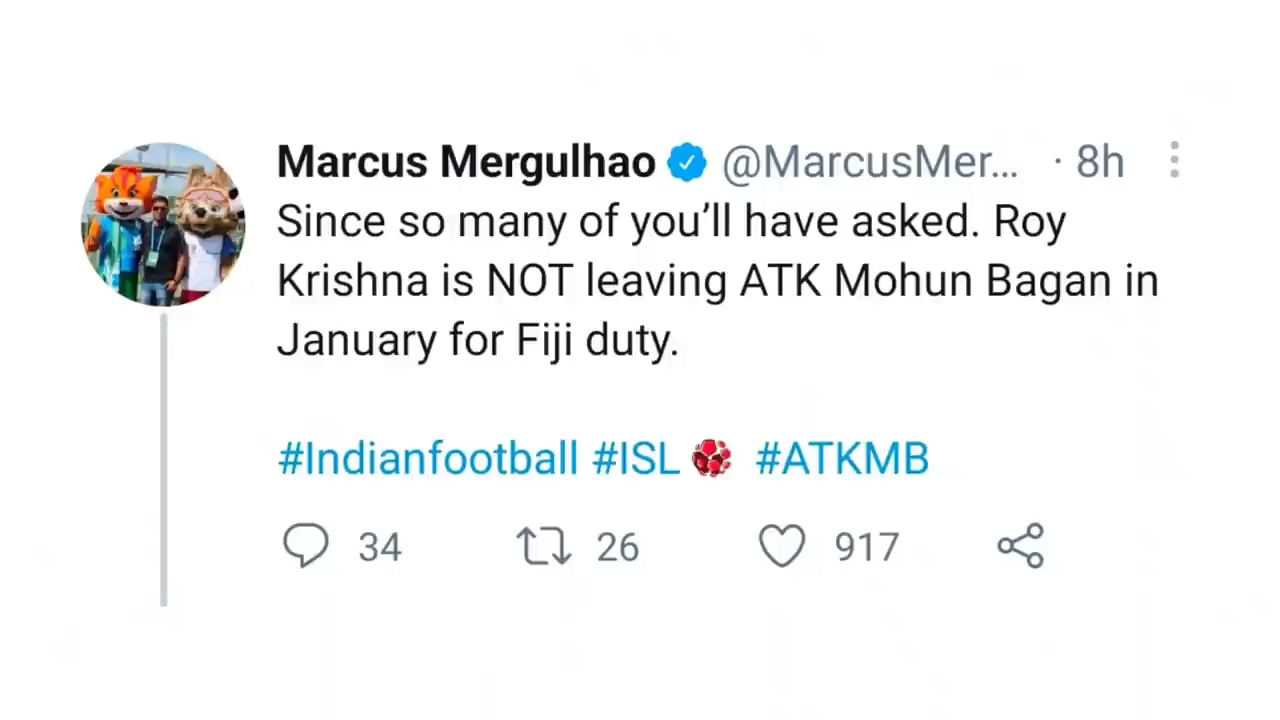 Marcus Mergulhao @MarcusMer... · 8h
Since so many of you’ll have asked. Roy
Krishna is NOT leaving ATK Mohun Bagan in
January for Fiji duty.
#Indianfootball #ISL #ATKMB
34 26 917